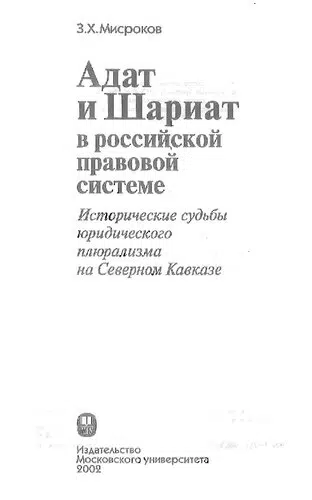 З.Х.Мисроков
Адат
и Шариат
в российской
правовой
системе
Исторические судьбы
юридического
плюрализма
на Северном Кавказе
Издательство
Московского университета
2002